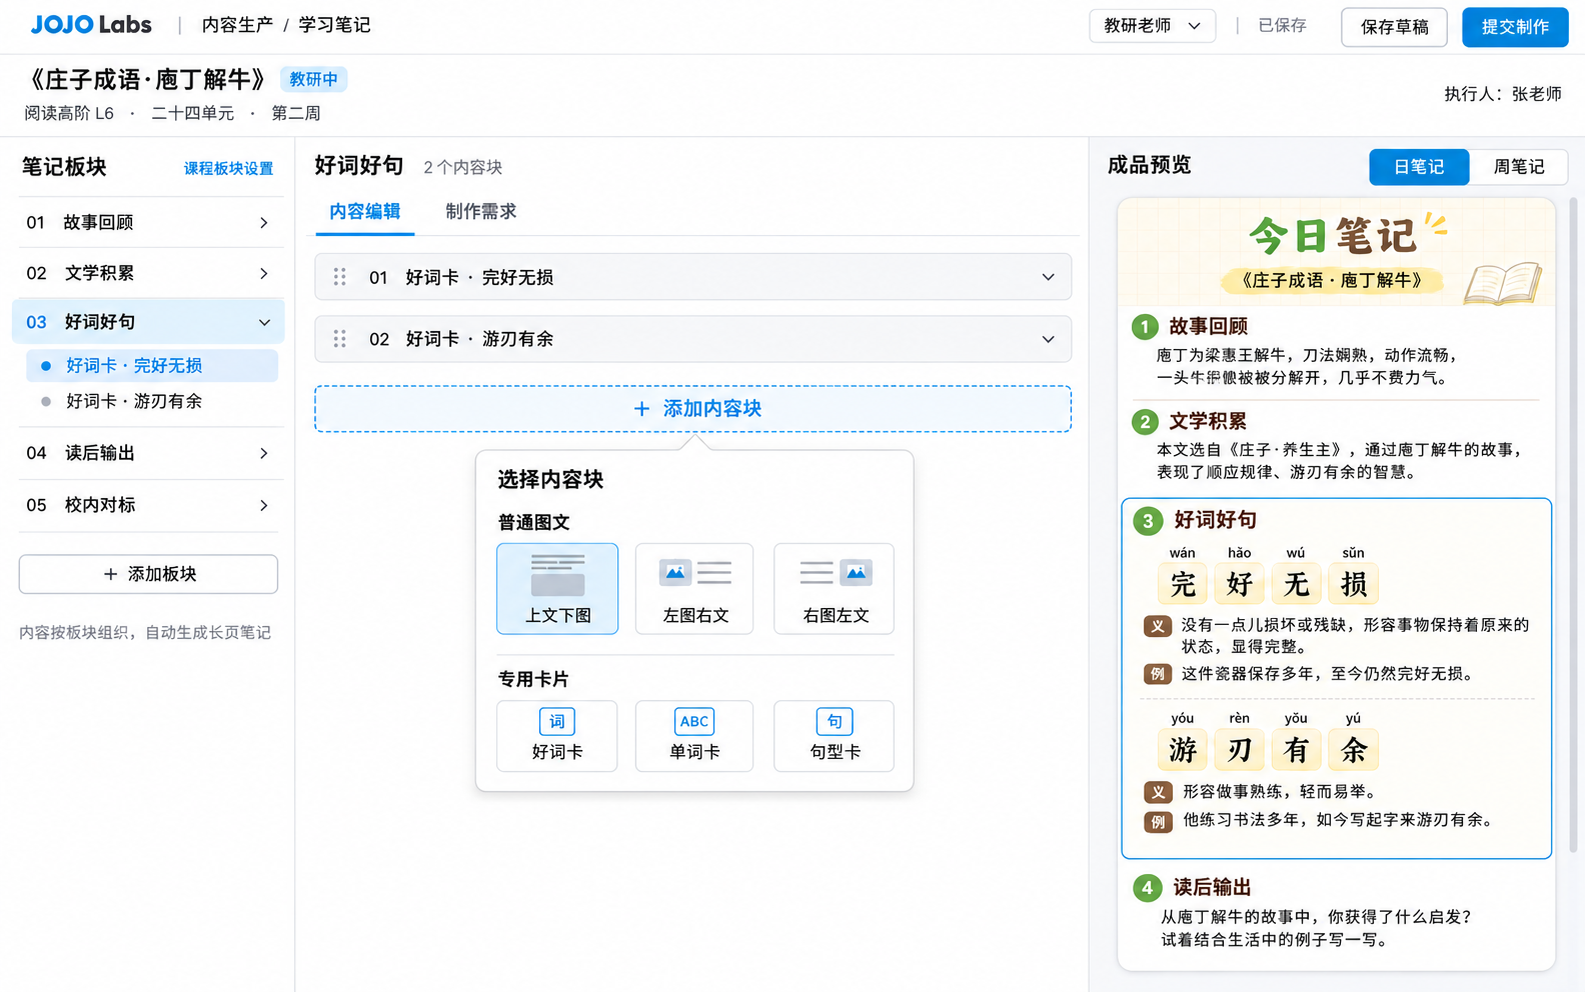 JOJO Labs | 内容生产 / 学习笔记
教研老师 | 已保存 保存草稿 提交制作
《庄子成语·庖丁解牛》 教研中
阅读高阶 L6 · 二十四单元 · 第二周
执行人：张老师
笔记板块 课程板块设置
01 故事回顾
02 文学积累
03 好词好句
好词卡 · 完好无损
好词卡 · 游刃有余
04 读后输出
05 校内对标
+ 添加板块
内容按板块组织，自动生成长页笔记
好词好句 2 个内容块
内容编辑 制作需求
01 好词卡 · 完好无损
02 好词卡 · 游刃有余
+ 添加内容块
选择内容块
普通图文
上文下图 左图右文 右图左文
专用卡片
词 ABC 句
好词卡 单词卡 句型卡
成品预览 日笔记 周笔记
今日笔记
《庄子成语·庖丁解牛》
1 故事回顾
庖丁为梁惠王解牛，刀法娴熟，动作流畅，
一头牛被分解开，几乎不费力气。
2 文学积累
本文选自《庄子·养生主》，通过庖丁解牛的故事，
表现了顺应规律、游刃有余的智慧。
3 好词好句
wán hǎo wú sǔn
完 好 无 损
义 没有一点儿损坏或残缺，形容事物保持着原来的
状态，显得完整。
例 这件瓷器保存多年，至今仍然完好无损。
yóu rèn yǒu yú
游 刃 有 余
义 形容做事熟练，轻而易举。
例 他练习书法多年，如今写起字来游刃有余。
4 读后输出
从庖丁解牛的故事中，你获得了什么启发？
试着结合生活中的例子写一写。